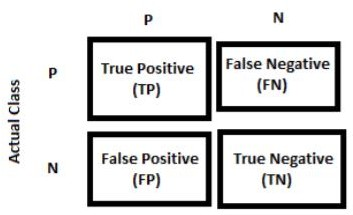 P N
Actual Class
P
True Positive
(TP)
False Negative
(FN)
N
False Positive
(FP)
True Negative
(TN)